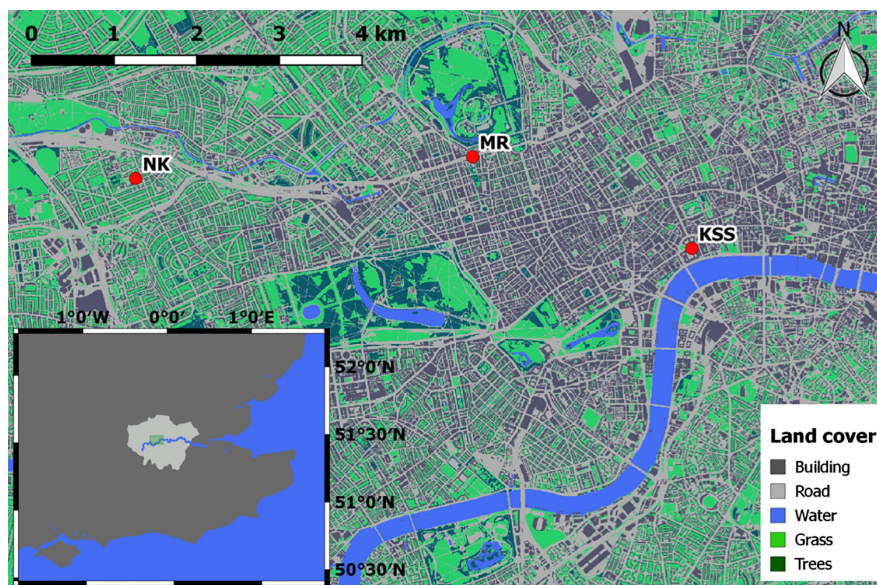 0 1 2 3 4 km
N
MR
NK
KSS
1°0'W 0°0' 1°0'E
52°0'N
51°30'N
51°0'N
50°30'N
Land cover
Building
Road
Water
Grass
Trees